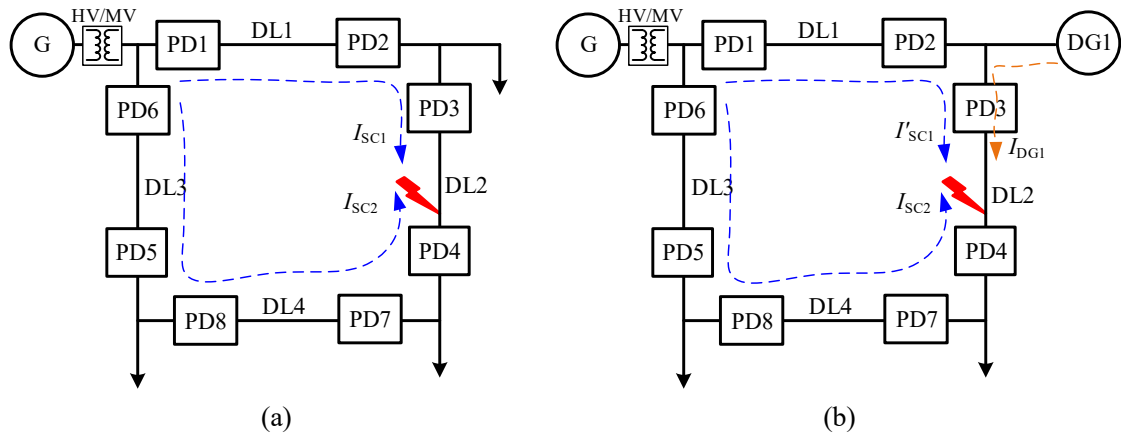 HV/MV
G
PD1
DL1
PD2
PD6
PD3
I_SC1
DL3
I_SC2
DL2
PD5
PD4
PD8
DL4
PD7
(a)
HV/MV
G
PD1
DL1
PD2
DG1
PD6
PD3
I'_SC1
I_DG1
DL3
I_SC2
DL2
PD5
PD4
PD8
DL4
PD7
(b)